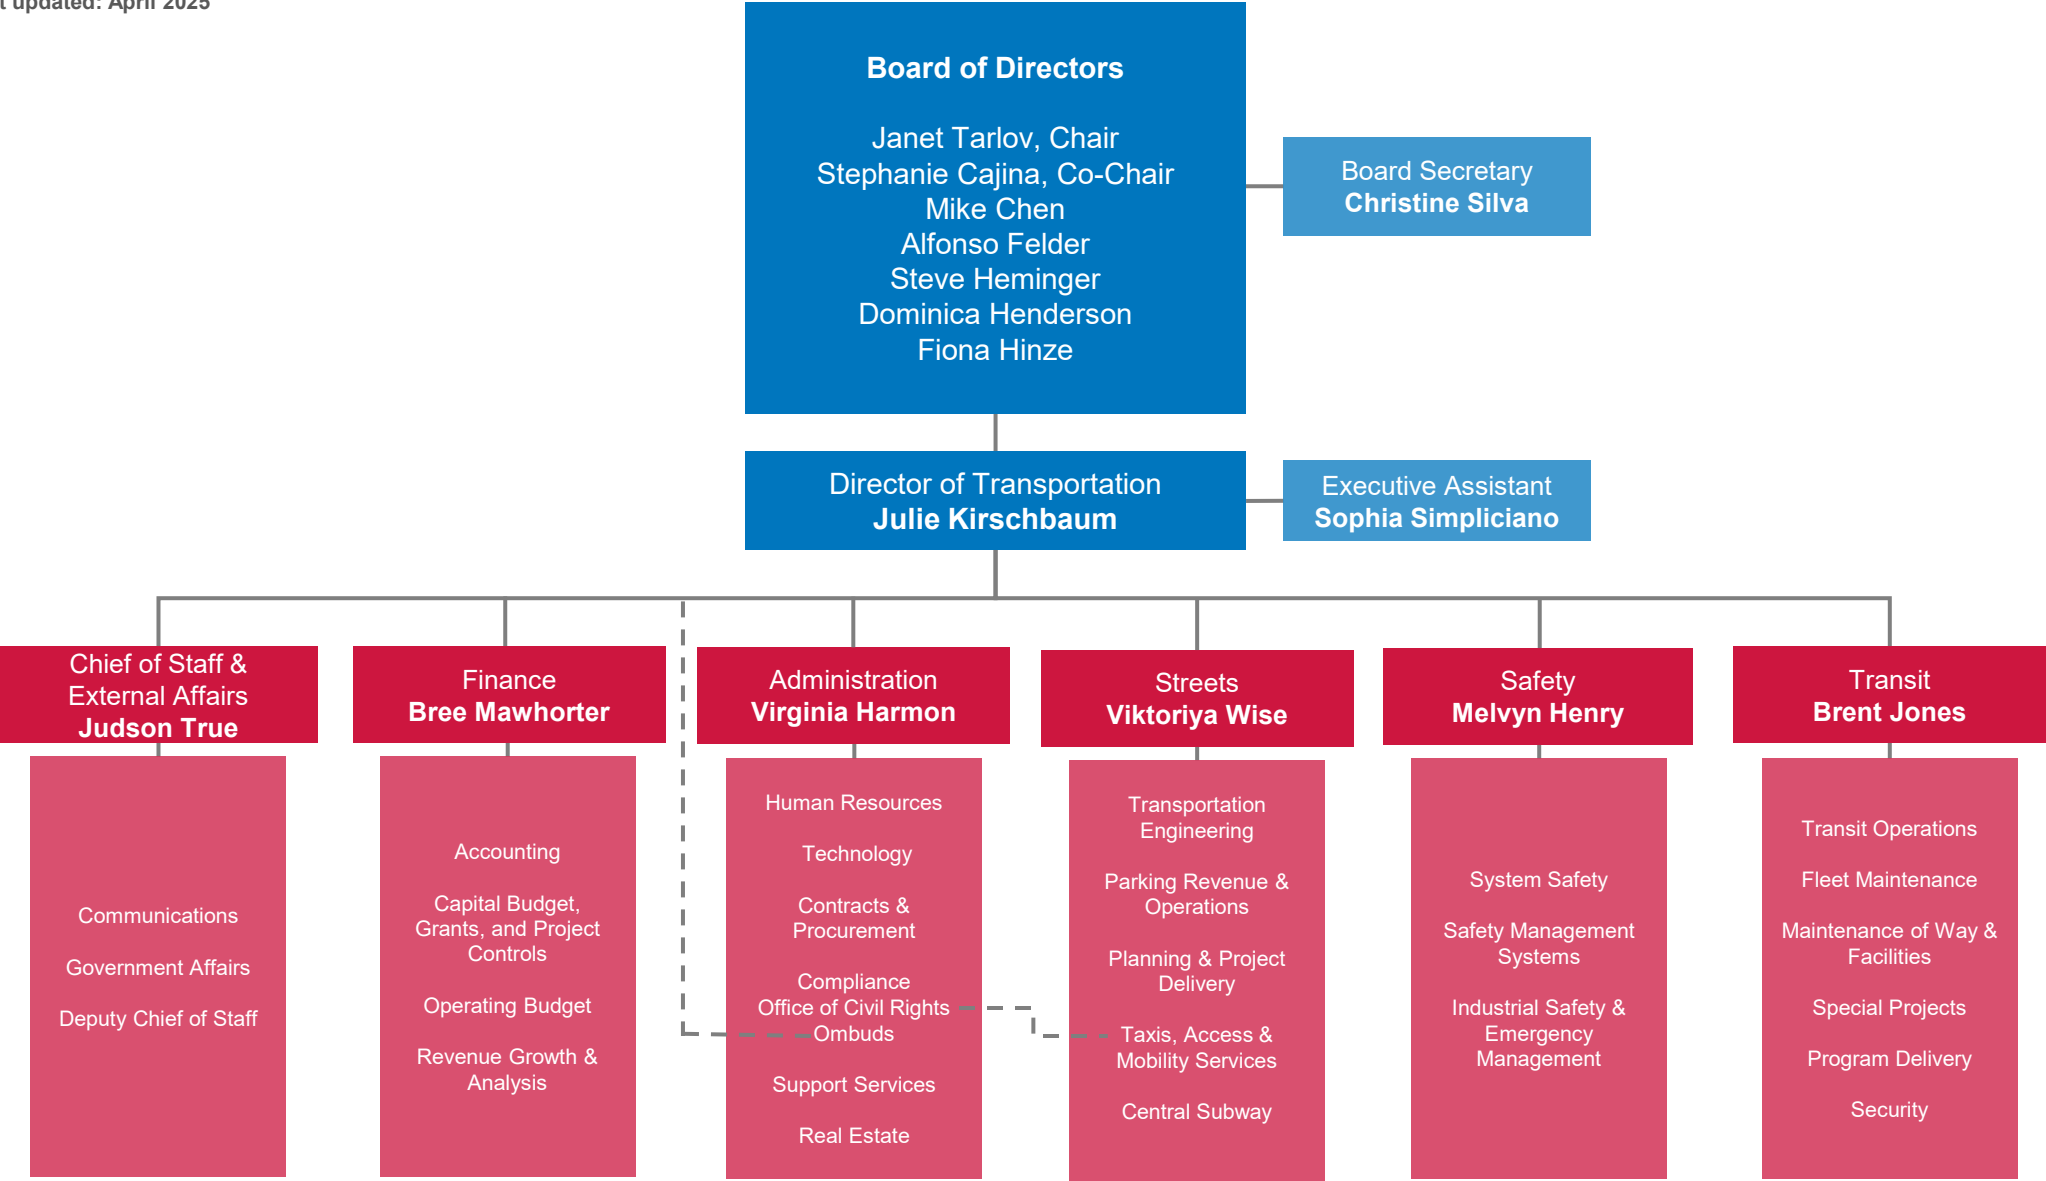 updated: April 2025
Board of Directors
Janet Tarlov, Chair
Stephanie Cajina, Co-Chair
Mike Chen
Alfonso Felder
Steve Heminger
Dominica Henderson
Fiona Hinze
Board Secretary
Christine Silva
Director of Transportation
Julie Kirschbaum
Executive Assistant
Sophia Simpliciano
Chief of Staff &
External Affairs
Judson True
Communications
Government Affairs
Deputy Chief of Staff
Finance
Bree Mawhorter
Accounting
Capital Budget,
Grants, and Project
Controls
Operating Budget
Revenue Growth &
Analysis
Administration
Virginia Harmon
Human Resources
Technology
Contracts &
Procurement
Compliance
Office of Civil Rights
Ombuds
Support Services
Real Estate
Streets
Viktoriya Wise
Transportation
Engineering
Parking Revenue &
Operations
Planning & Project
Delivery
Taxis, Access &
Mobility Services
Central Subway
Safety
Melvyn Henry
System Safety
Safety Management
Systems
Industrial Safety &
Emergency
Management
Transit
Brent Jones
Transit Operations
Fleet Maintenance
Maintenance of Way &
Facilities
Special Projects
Program Delivery
Security